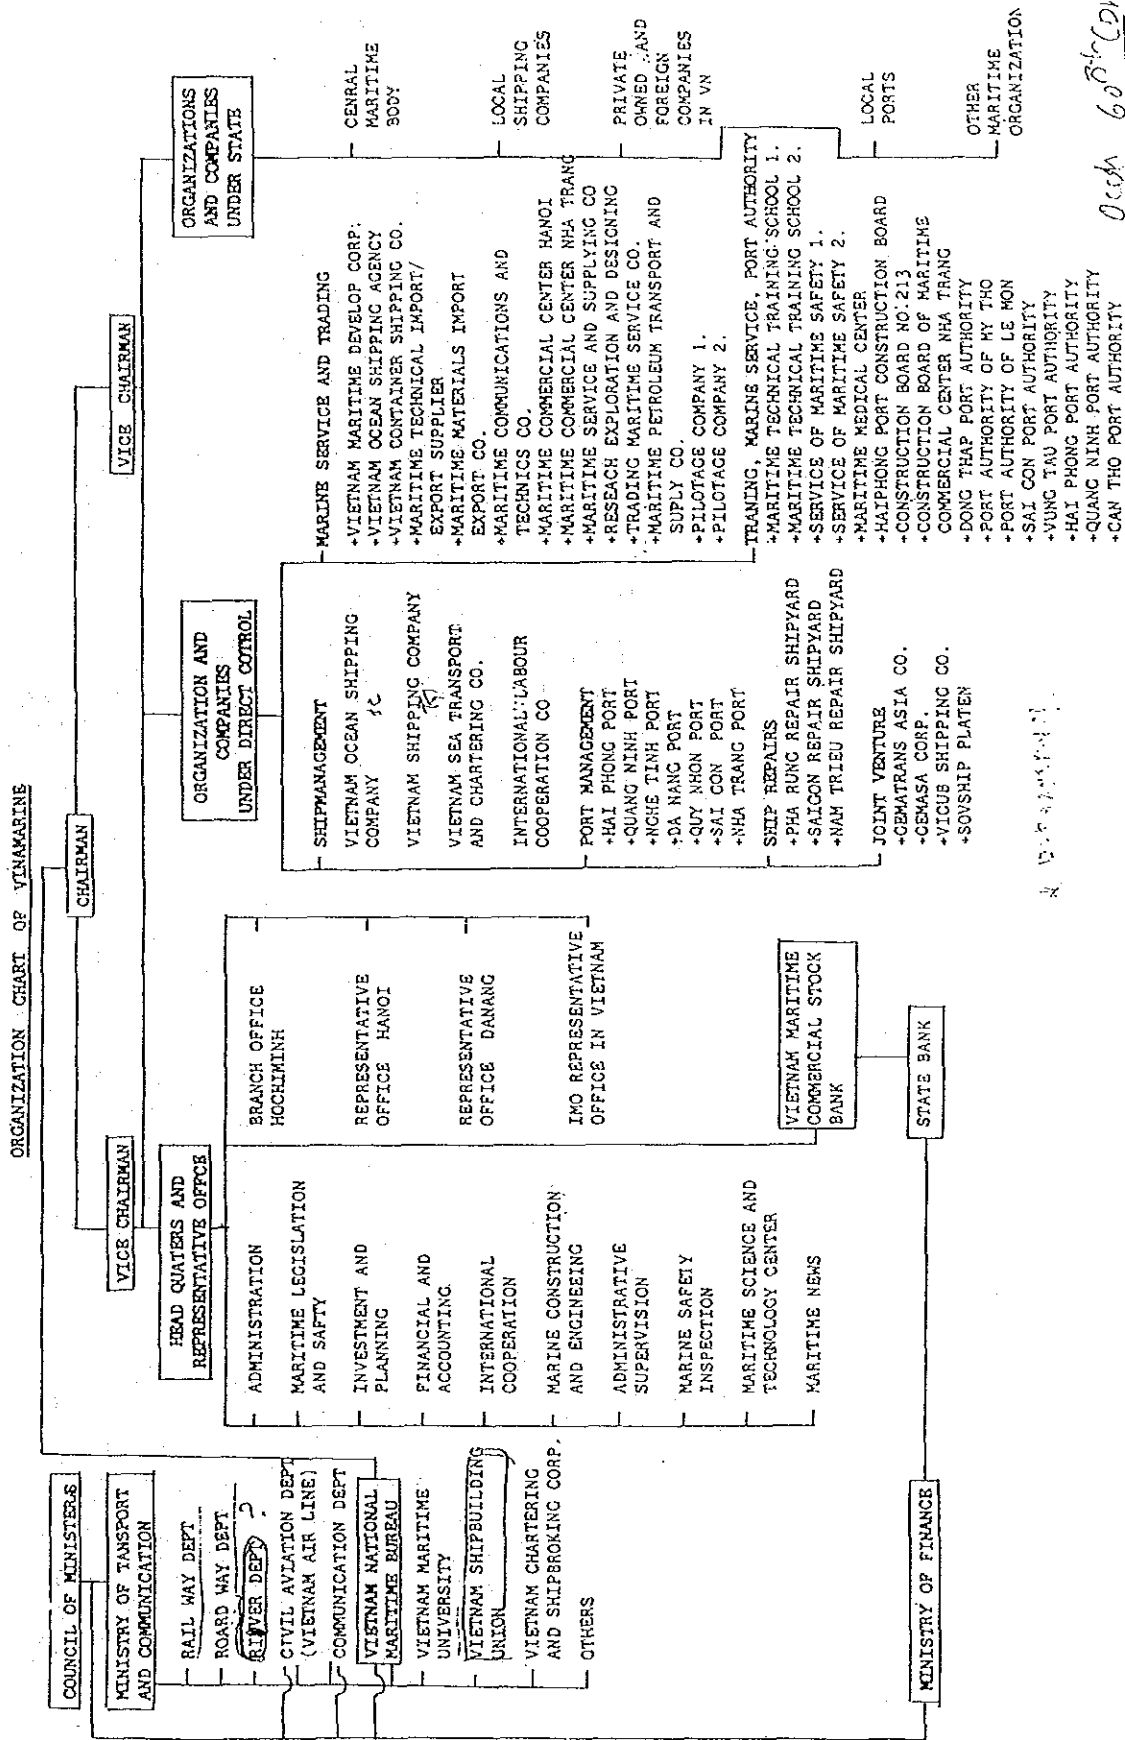 ORGANIZATION CHART OF VINAMARINE
COUNCIL OF MINISTERS
MINISTRY OF TANSPORT
AND COMMUNICATION
RAIL WAY DEPT
ROARD WAY DEPT
RIVER DEPT ?
CIVIL AVIATION DEPT
(VIETNAM AIR LINE)
COMMUNICATION DEPT
VIETNAM NATIONAL
MARITIME BUREAU
VIETNAM MARITIME
UNIVERSITY
VIETNAM SHIPBUILDING
UNION
VIETNAM CHARTERING
AND SHIPBROKING CORP.
OTHERS
MINISTRY OF FINANCE
CHAIRMAN
VICE CHAIRMAN
VICE CHAIRMAN
HEAD QUATERS AND
REPRESENTATIVE OFFCE
ADMINISTRATION
MARITIME LEGISLATION
AND SAFTY
INVESTMENT AND
PLANNING
FINANCIAL AND
ACCOUNTING
INTERNATIONAL
COOPERATION
MARINE CONSTRUCTION
AND ENGINEEING
ADMINISTRATIVE
SUPERVISION
MARINE SAFETY
INSPECTION
MARITIME SCIENCE AND
TECHNOLOGY CENTER
MARITIME NEWS
BRANCH OFFICE
HOCHIMINH
REPRESENTATIVE
OFFICE HANOI
REPRESENTATIVE
OFFICE DANANG
IMO REPRESENTATIVE
OFFICE IN VIETNAM
VIETNAM MARITIME
COMMERCIAL STOCK
BANK
STATE BANK
ORGANIZATION AND
COMPANIES
UNDER DIRECT COTROL
SHIPMANAGEMENT
VIETNAM OCEAN SHIPPING
COMPANY
VIETNAM SHIPPING COMPANY
VIETNAM SEA TRANSPORT
AND CHARTERING CO.
INTERNATIONAL LABOUR
COOPERATION CO
PORT MANAGEMENT
+HAI PHONG PORT
+QUANG NINH PORT
+NGHE TINH PORT
+DA NANG PORT
+QUY NHON PORT
+SAI CON PORT
+NHA TRANG PORT
SHIP REPAIRS
+PHA RUNG REPAIR SHIPYARD
+SAIGON REPAIR SHIPYARD
+NAM TRIEU REPAIR SHIPYARD
JOINT VENTURE
+GEMATRANS ASIA CO.
+GEMASA CORP.
+VICUB SHIPPING CO.
+SOVSHIP PLATEN
MARINE SERVICE AND TRADING
+VIETNAM MARITIME DEVELOP CORP.
+VIETNAM OCEAN SHIPPING AGENCY
+VIETNAM CONTAINER SHIPPING CO.
+MARITIME TECHNICAL IMPORT/
EXPORT SUPPLIER
+MARITIME MATERIALS IMPORT
EXPORT CO.
+MARITIME COMMUNICATIONS AND
TECHNICS CO.
+MARITIME COMMERCIAL CENTER HANOI
+MARITIME COMMERCIAL CENTER NHA TRANG
+MARITIME SERVICE AND SUPPLYING CO
+RESEACH EXPLORATION AND DESIGNING
+TRADING MARITIME SERVICE CO.
+MARITIME PETROLEUM TRANSPORT AND
SUPPLY CO.
+PILOTAGE COMPANY 1.
+PILOTAGE COMPANY 2.
TRANING, MARINE SERVICE, PORT AUTHORITY
+MARITIME TECHNICAL TRAINING SCHOOL 1.
+MARITIME TECHNICAL TRAINING SCHOOL 2.
+SERVICE OF MARITIME SAFETY 1.
+SERVICE OF MARITIME SAFETY 2.
+MARITIME MEDICAL CENTER
+HAIPHONG PORT CONSTRUCTION BOARD
+CONSTRUCTION BOARD NO.213
+CONSTRUCTION BOARD OF MARITIME
COMMERCIAL CENTER NHA TRANG
+DONG THAP PORT AUTHORITY
+PORT AUTHORITY OF MY THO
+PORT AUTHORITY OF LE MON
+SAI CON PORT AUTHORITY
+VUNG TAU PORT AUTHORITY
+HAI PHONG PORT AUTHORITY
+QUANG NINH PORT AUTHORITY
+CAN THO PORT AUTHORITY
ORGANIZATIONS
AND COMPANIES
UNDER STATE
CENRAL
MARITIME
BODY
LOCAL
SHIPPING
COMPANIES
PRIVATE
OWNED AND
FOREIGN
COMPANIES
IN VN
LOCAL
PORTS
OTHER
MARITIME
ORGANIZATION